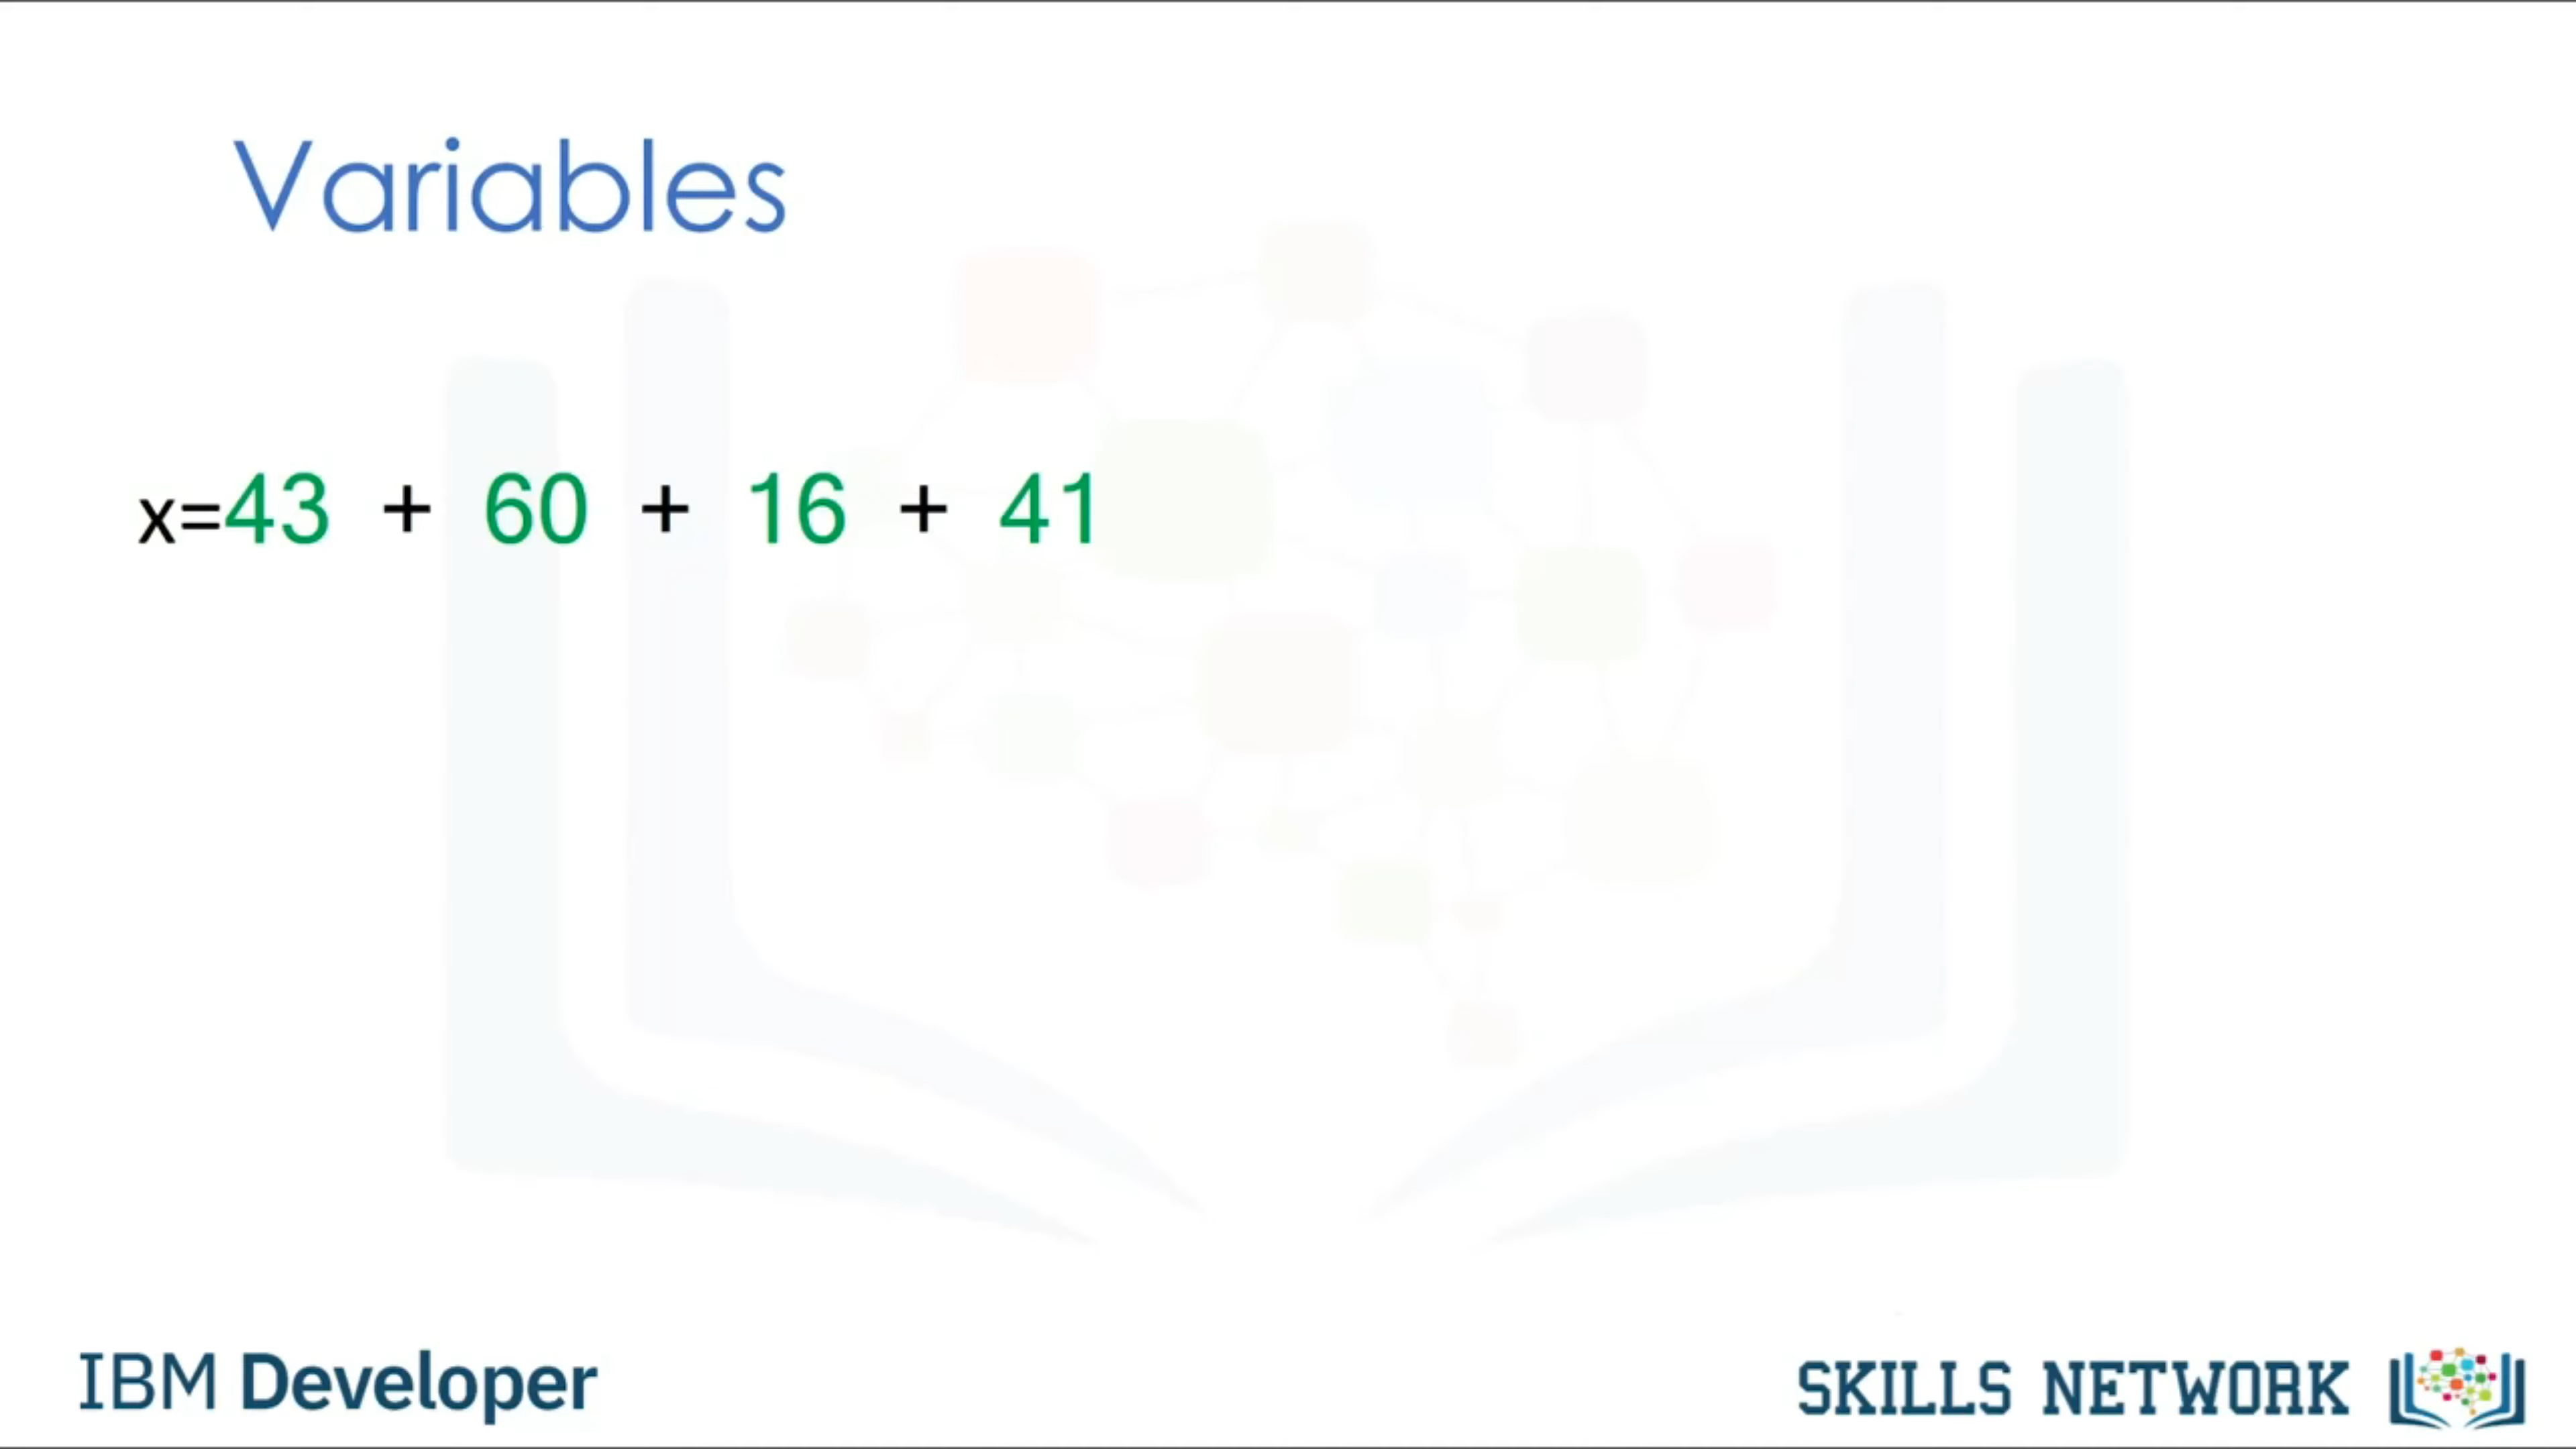 Variables
x=43 + 60 + 16 + 41
IBM Developer
SKILLS NETWORK